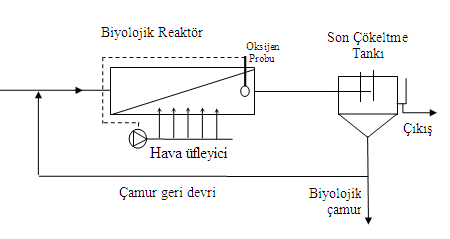 Biyolojik Reaktör
Oksijen
Probu
Son Çökeltme
Tankı
Çıkış
Hava üfleyici
Çamur geri devri
Biyolojik
çamur